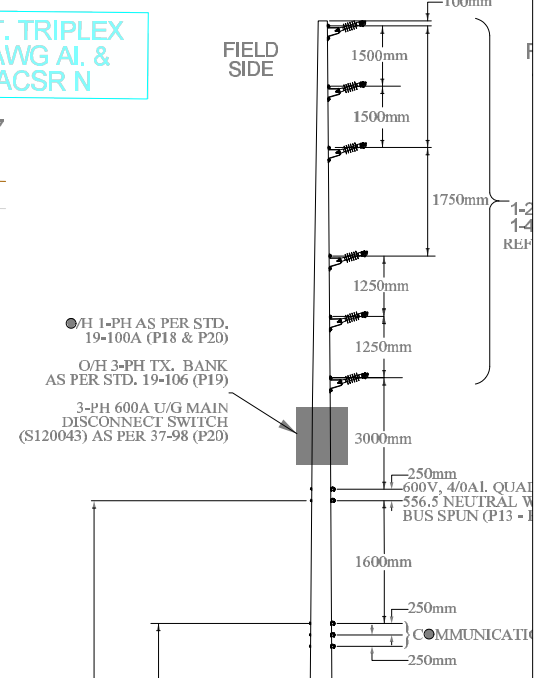 T. TRIPLEX
AWG Al. &
ACSR N
FIELD
SIDE
100mm
1500mm
1500mm
1750mm
1250mm
1250mm
3000mm
250mm
1600mm
250mm
250mm
REF
O/H 1-PH AS PER STD.
19-100A (P18 & P20)
O/H 3-PH TX. BANK
AS PER STD. 19-106 (P19)
3-PH 600A U/G MAIN
DISCONNECT SWITCH
(S120043) AS PER 37-98 (P20)
600V, 4/0Al. QUAD
556.5 NEUTRAL W
BUS SPUN (P13 -
COMMUNICATI